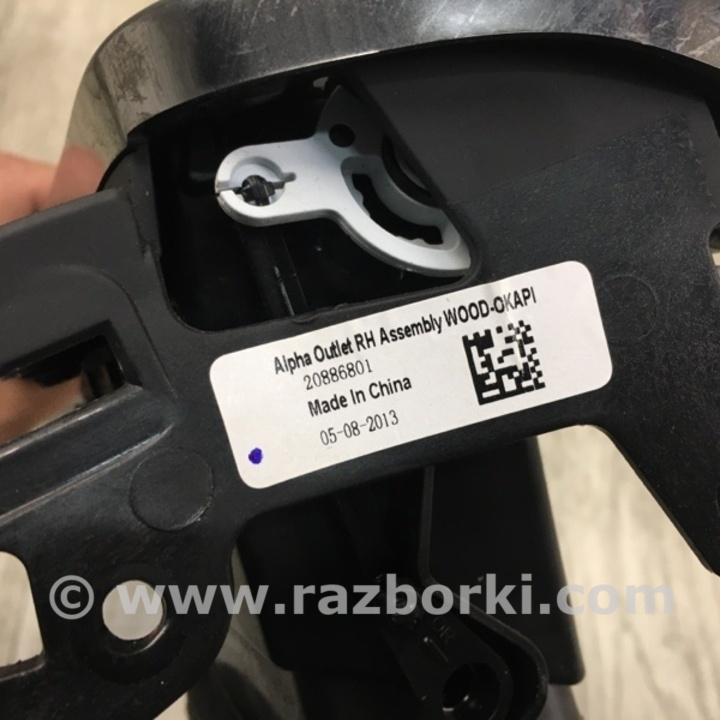 Alpha Outlet RH Assembly WOOD-OKAPI
20886801
Made In China
05-08-2013
© www.razborki.com